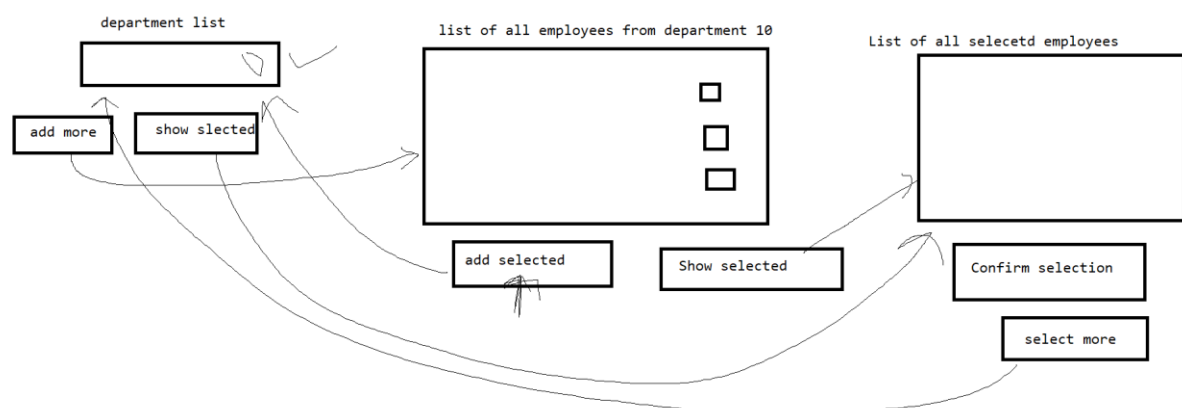 department list
add more
show slected
list of all employees from department 10
add selected
Show selected
List of all selecetd employees
Confirm selection
select more